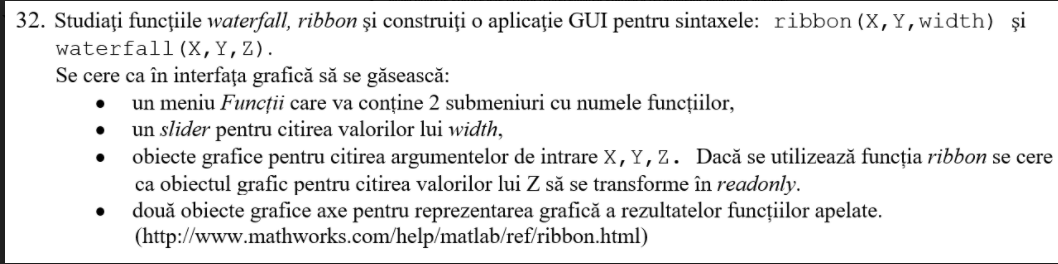 32. Studiați funcțiile waterfall, ribbon și construiți o aplicație GUI pentru sintaxele: ribbon(X,Y,width) și
waterfall(X,Y,Z).
Se cere ca în interfața grafică să se găsească:
• un meniu Funcții care va conține 2 submeniuri cu numele funcțiilor,
• un slider pentru citirea valorilor lui width,
• obiecte grafice pentru citirea argumentelor de intrare X,Y,Z. Dacă se utilizează funcția ribbon se cere
ca obiectul grafic pentru citirea valorilor lui Z să se transforme în readonly.
• două obiecte grafice axe pentru reprezentarea grafică a rezultatelor funcțiilor apelate.
(http://www.mathworks.com/help/matlab/ref/ribbon.html)